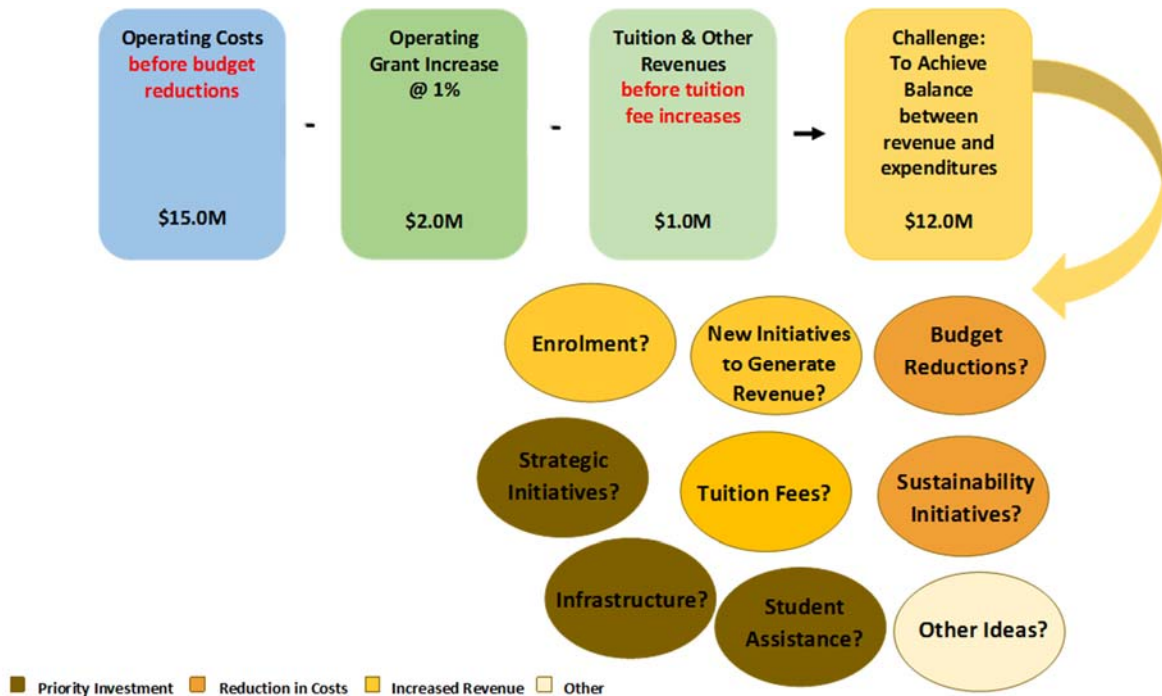 Operating Costs
before budget
reductions
$15.0M
-
Operating
Grant Increase
@ 1%
$2.0M
-
Tuition & Other
Revenues
before tuition
fee increases
$1.0M
Challenge:
To Achieve
Balance
between
revenue and
expenditures
$12.0M
Enrolment?
New Initiatives
to Generate
Revenue?
Budget
Reductions?
Strategic
Initiatives?
Tuition Fees?
Sustainability
Initiatives?
Infrastructure?
Student
Assistance?
Other Ideas?
Priority Investment
Reduction in Costs
Increased Revenue
Other